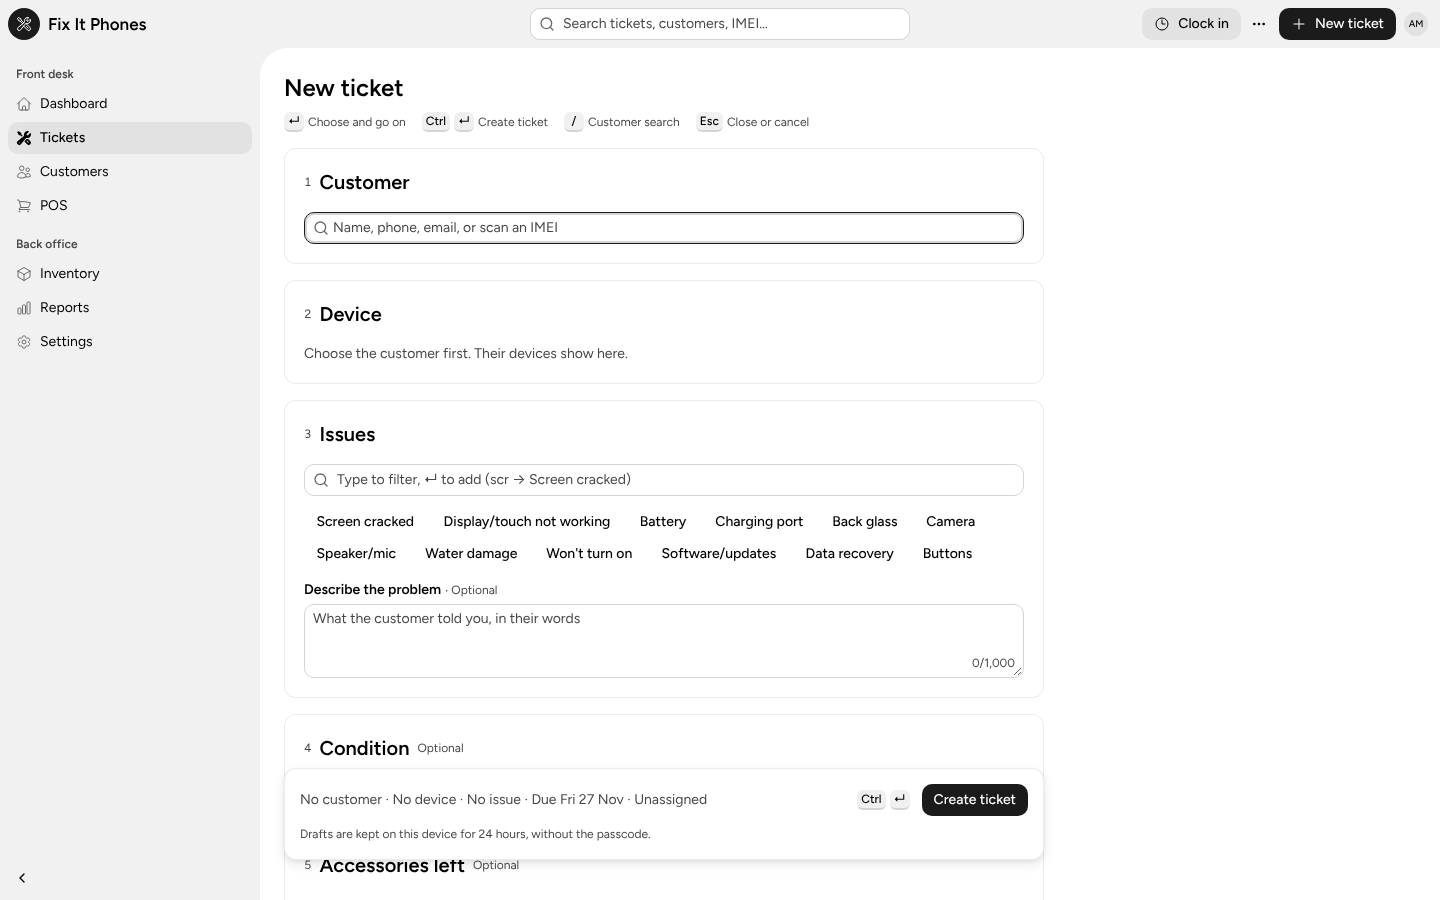 Fix It Phones
Search tickets, customers, IMEI...
Clock in
New ticket
AM
Front desk
Dashboard
Tickets
Customers
POS
Back office
Inventory
Reports
Settings
New ticket
↵ Choose and go on Ctrl ↵ Create ticket / Customer search Esc Close or cancel
1 Customer
Name, phone, email, or scan an IMEI
2 Device
Choose the customer first. Their devices show here.
3 Issues
Type to filter, ↵ to add (scr → Screen cracked)
Screen cracked Display/touch not working Battery Charging port Back glass Camera
Speaker/mic Water damage Won't turn on Software/updates Data recovery Buttons
Describe the problem · Optional
What the customer told you, in their words
0/1,000
4 Condition Optional
No customer · No device · No issue · Due Fri 27 Nov · Unassigned
Ctrl ↵ Create ticket
Drafts are kept on this device for 24 hours, without the passcode.
5 Accessories left Optional